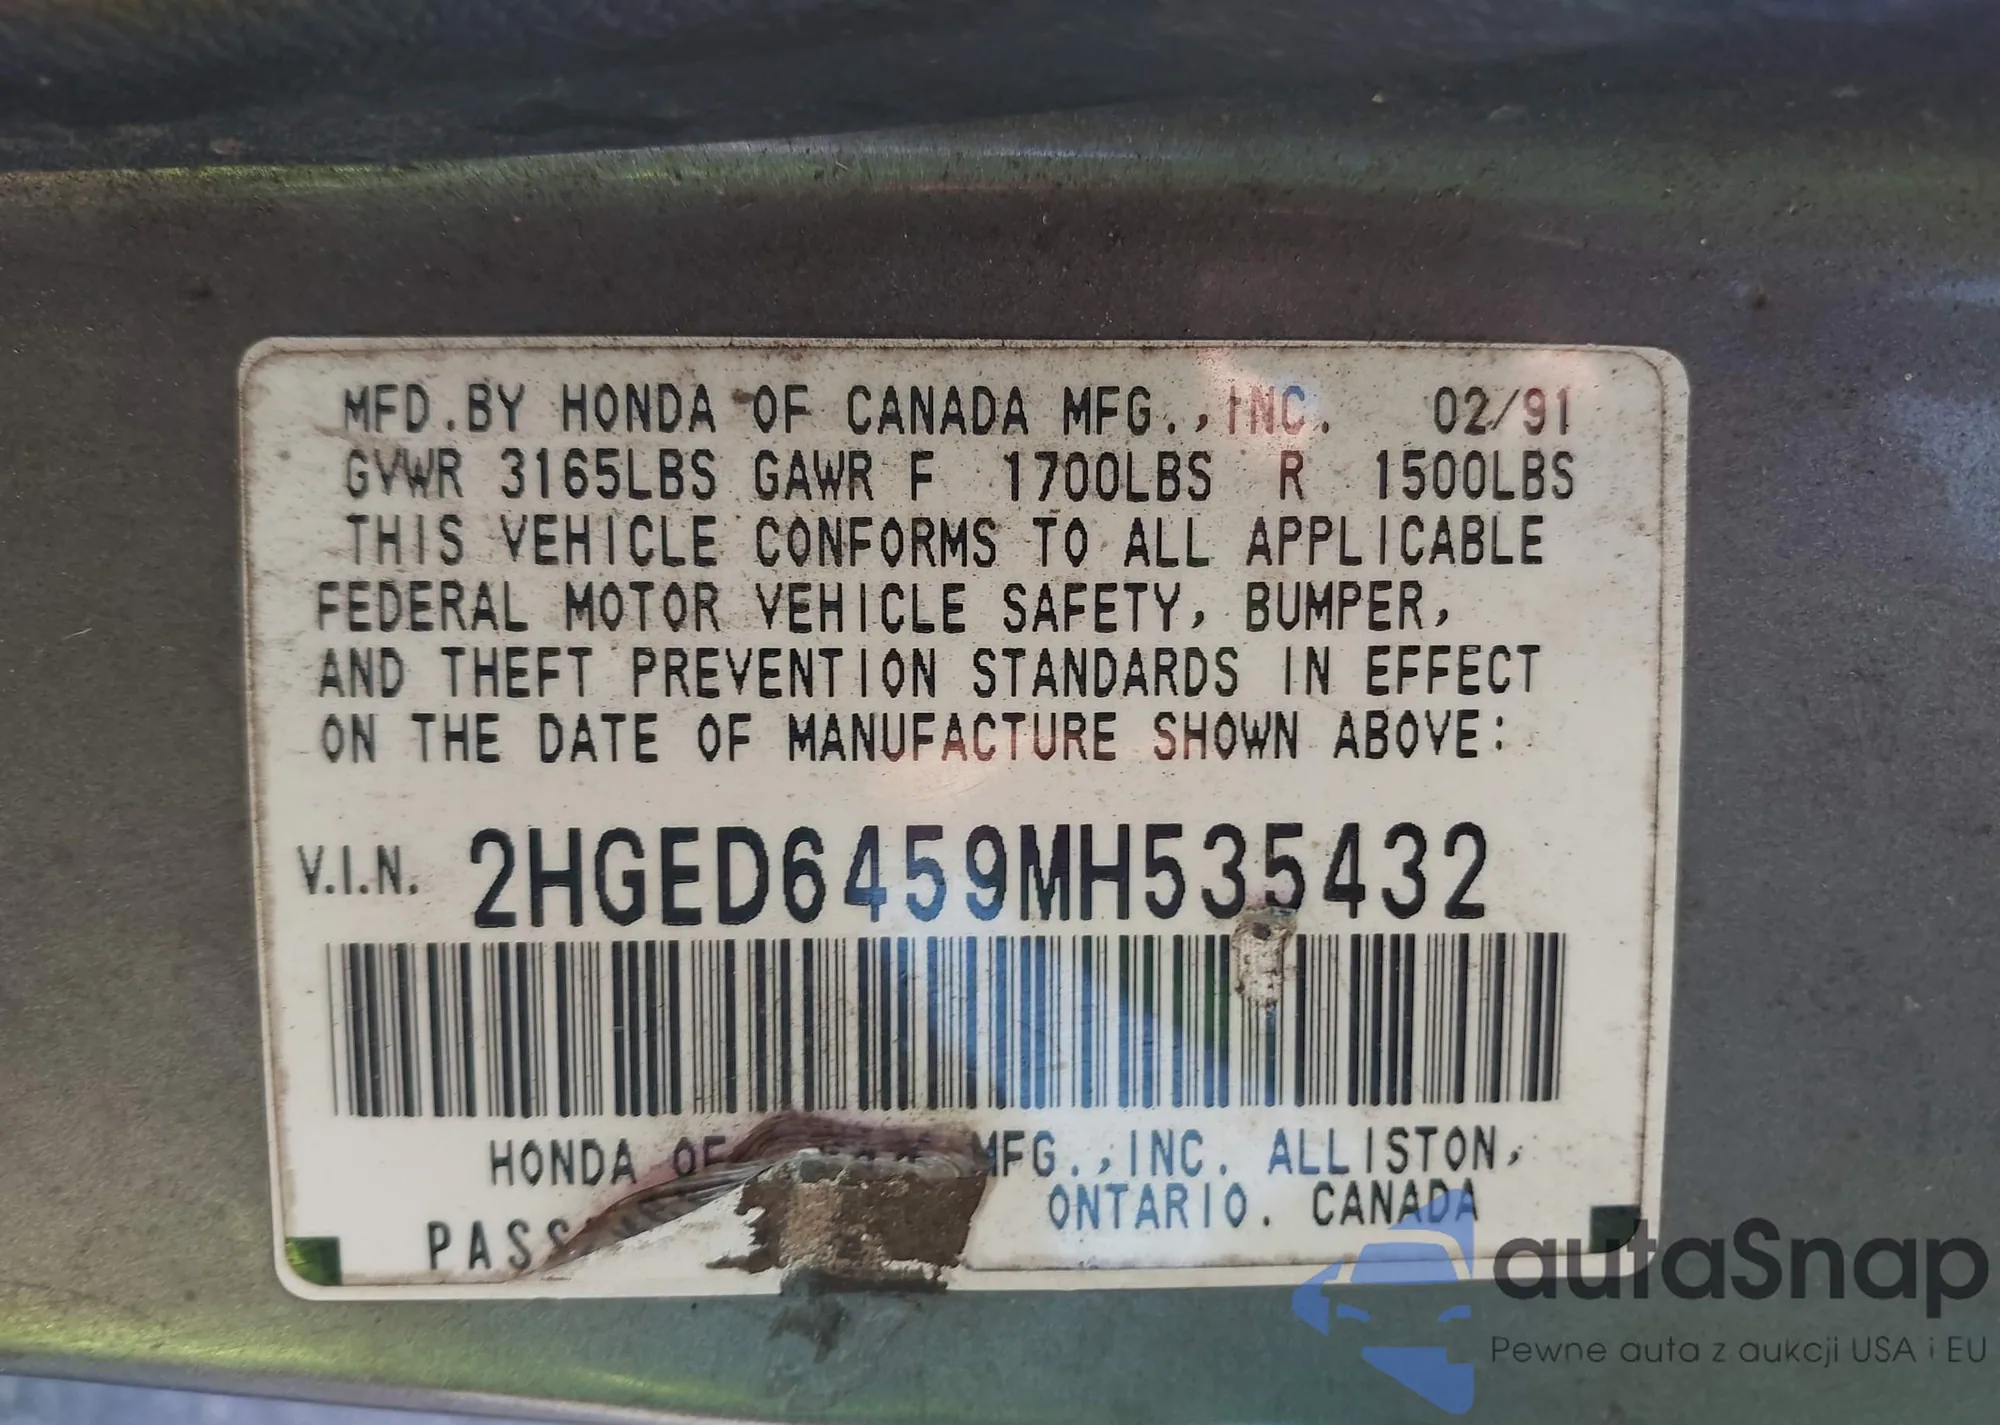 MFD.BY HONDA OF CANADA MFG.,INC. 02/91
GVWR 3165LBS GAWR F 1700LBS R 1500LBS
THIS VEHICLE CONFORMS TO ALL APPLICABLE
FEDERAL MOTOR VEHICLE SAFETY, BUMPER,
AND THEFT PREVENTION STANDARDS IN EFFECT
ON THE DATE OF MANUFACTURE SHOWN ABOVE:
V.I.N. 2HGED6459MH535432
HONDA OF MFG.,INC. ALLISTON,
ONTARIO. CANADA
autaSnap
Pewne auta z aukcji USA i EU